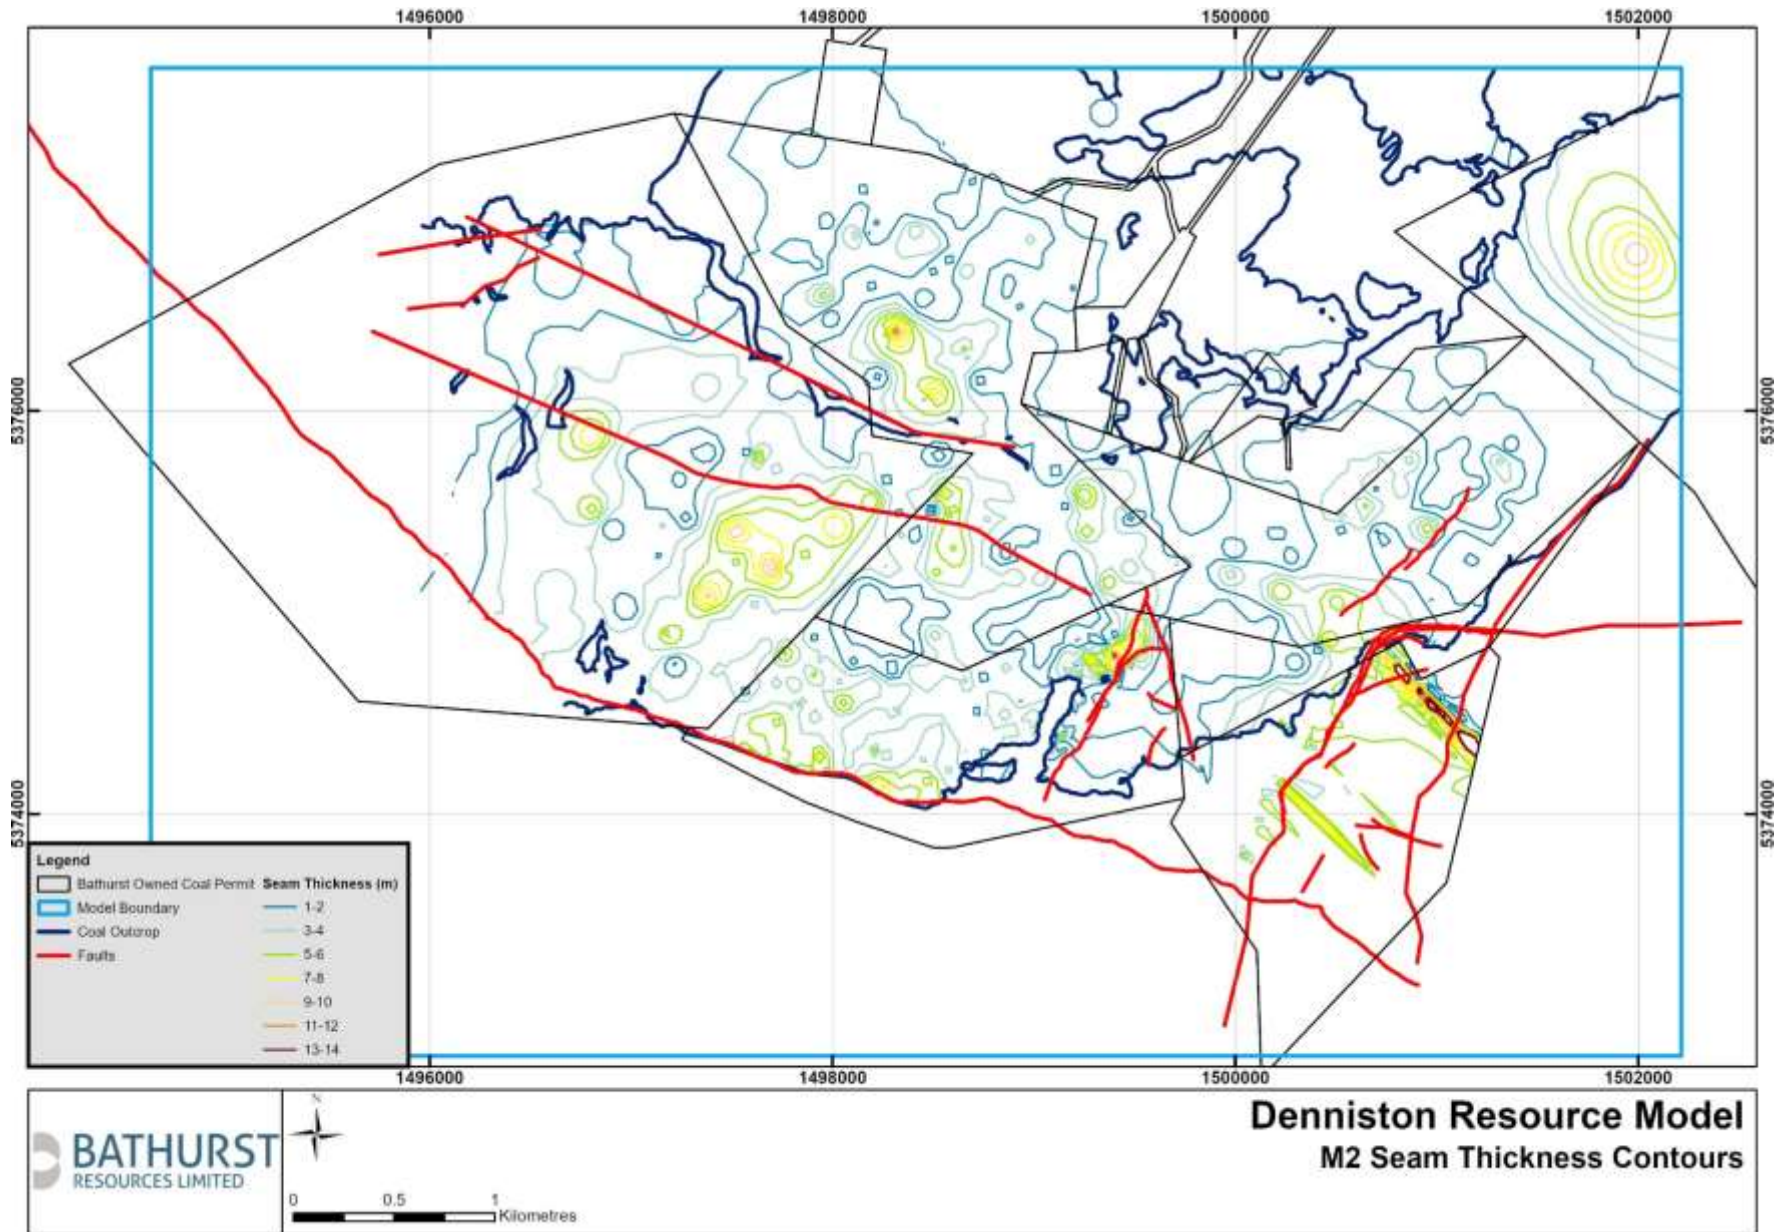 1496000 1498000 1500000 1502000
5376000 5376000
5374000 5374000
Legend
Bathurst Owned Coal Permit
Model Boundary
Coal Outcrop
Faults
Seam Thickness (m)
1-2
3-4
5-6
7-8
9-10
11-12
13-14
1496000 1498000 1500000 1502000
BATHURST
RESOURCES LIMITED
N
0 0.5 1
Kilometres
Denniston Resource Model
M2 Seam Thickness Contours